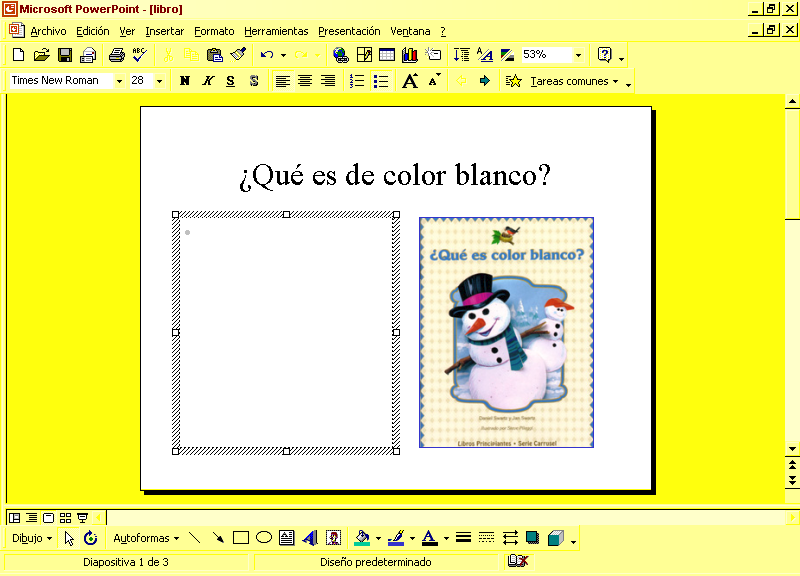 Microsoft PowerPoint - [libro]
Archivo Edición Ver Insertar Formato Herramientas Presentación Ventana ?
53%
Times New Roman 28 N K S S Tareas comunes
¿Qué es de color blanco?
¿Qué es color blanco?
Libros Principiantes • Serie Carrusel
Dibujo Autoformas
Diapositiva 1 de 3 Diseño predeterminado